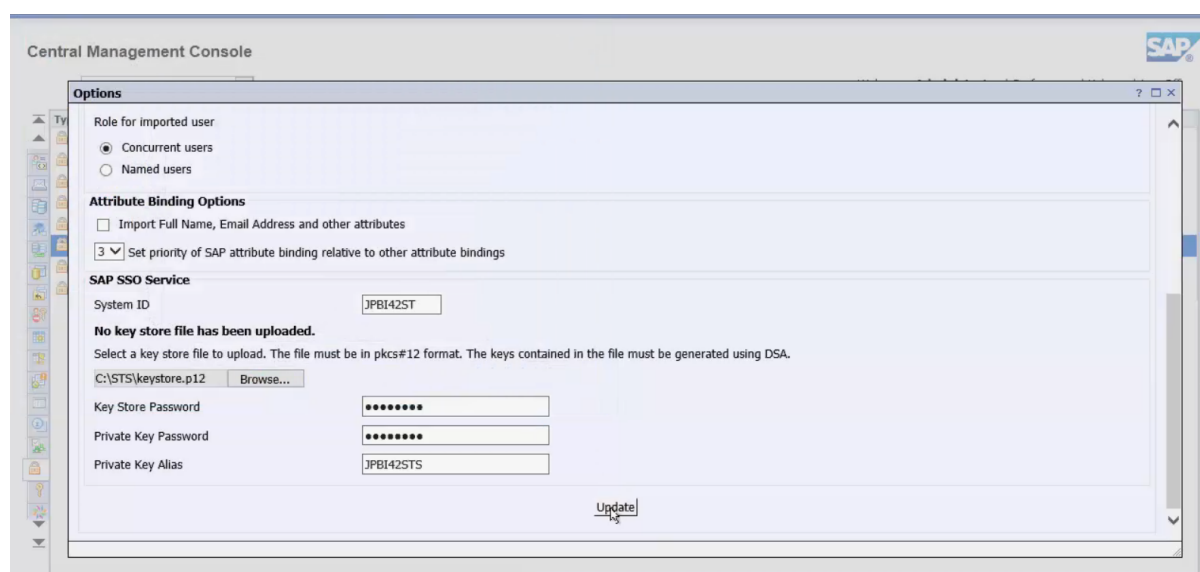 Central Management Console
SAP
Options
? □ ×
Ty
Role for imported user
Concurrent users
Named users
Attribute Binding Options
Import Full Name, Email Address and other attributes
3 Set priority of SAP attribute binding relative to other attribute bindings
SAP SSO Service
System ID JPBI42ST
No key store file has been uploaded.
Select a key store file to upload. The file must be in pkcs#12 format. The keys contained in the file must be generated using DSA.
C:\STS\keystore.p12 Browse...
Key Store Password ●●●●●●●●
Private Key Password ●●●●●●●●
Private Key Alias JPBI42STS
Update